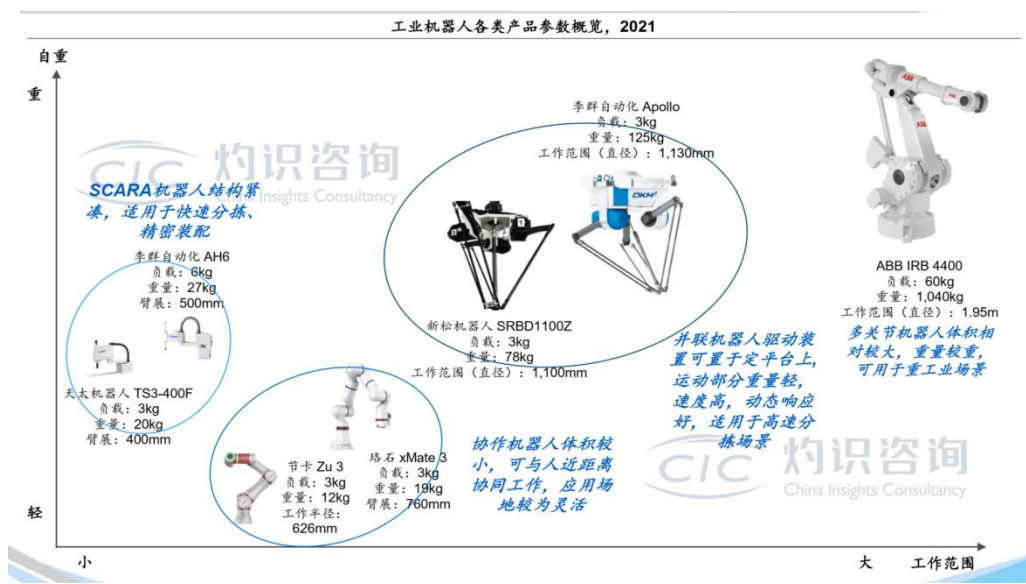 工业机器人各类产品参数概览，2021
自重
重
CIC 灼识咨询
China Insights Consultancy
SCARA机器人结构紧
凑，适用于快速分拣、
精密装配
李群自动化 AH6
负载：6kg
重量：27kg
臂展：500mm
天太机器人 TS3-400F
负载：3kg
重量：20kg
臂展：400mm
李群自动化 Apollo
负载：3kg
重量：125kg
工作范围（直径）：1,130mm
DKM
新松机器人 SRBD1100Z
负载：3kg
重量：78kg
工作范围（直径）：1,100mm
并联机器人驱动装
置可置于定平台上，
运动部分重量轻，
速度高，动态响应
好，适用于高速分
拣场景
ABB
ABB
ABB IRB 4400
负载：60kg
重量：1,040kg
工作范围（直径）：1.95m
多关节机器人体积相
对较大，重量较重，
可用于重工业场景
节卡 Zu 3
负载：3kg
重量：12kg
工作半径：
626mm
珞石 xMate 3
负载：3kg
重量：19kg
臂展：760mm
协作机器人体积较
小，可与人近距离
协同工作，应用场
地较为灵活
CIC 灼识咨询
China Insights Consultancy
轻
小
大
工作范围